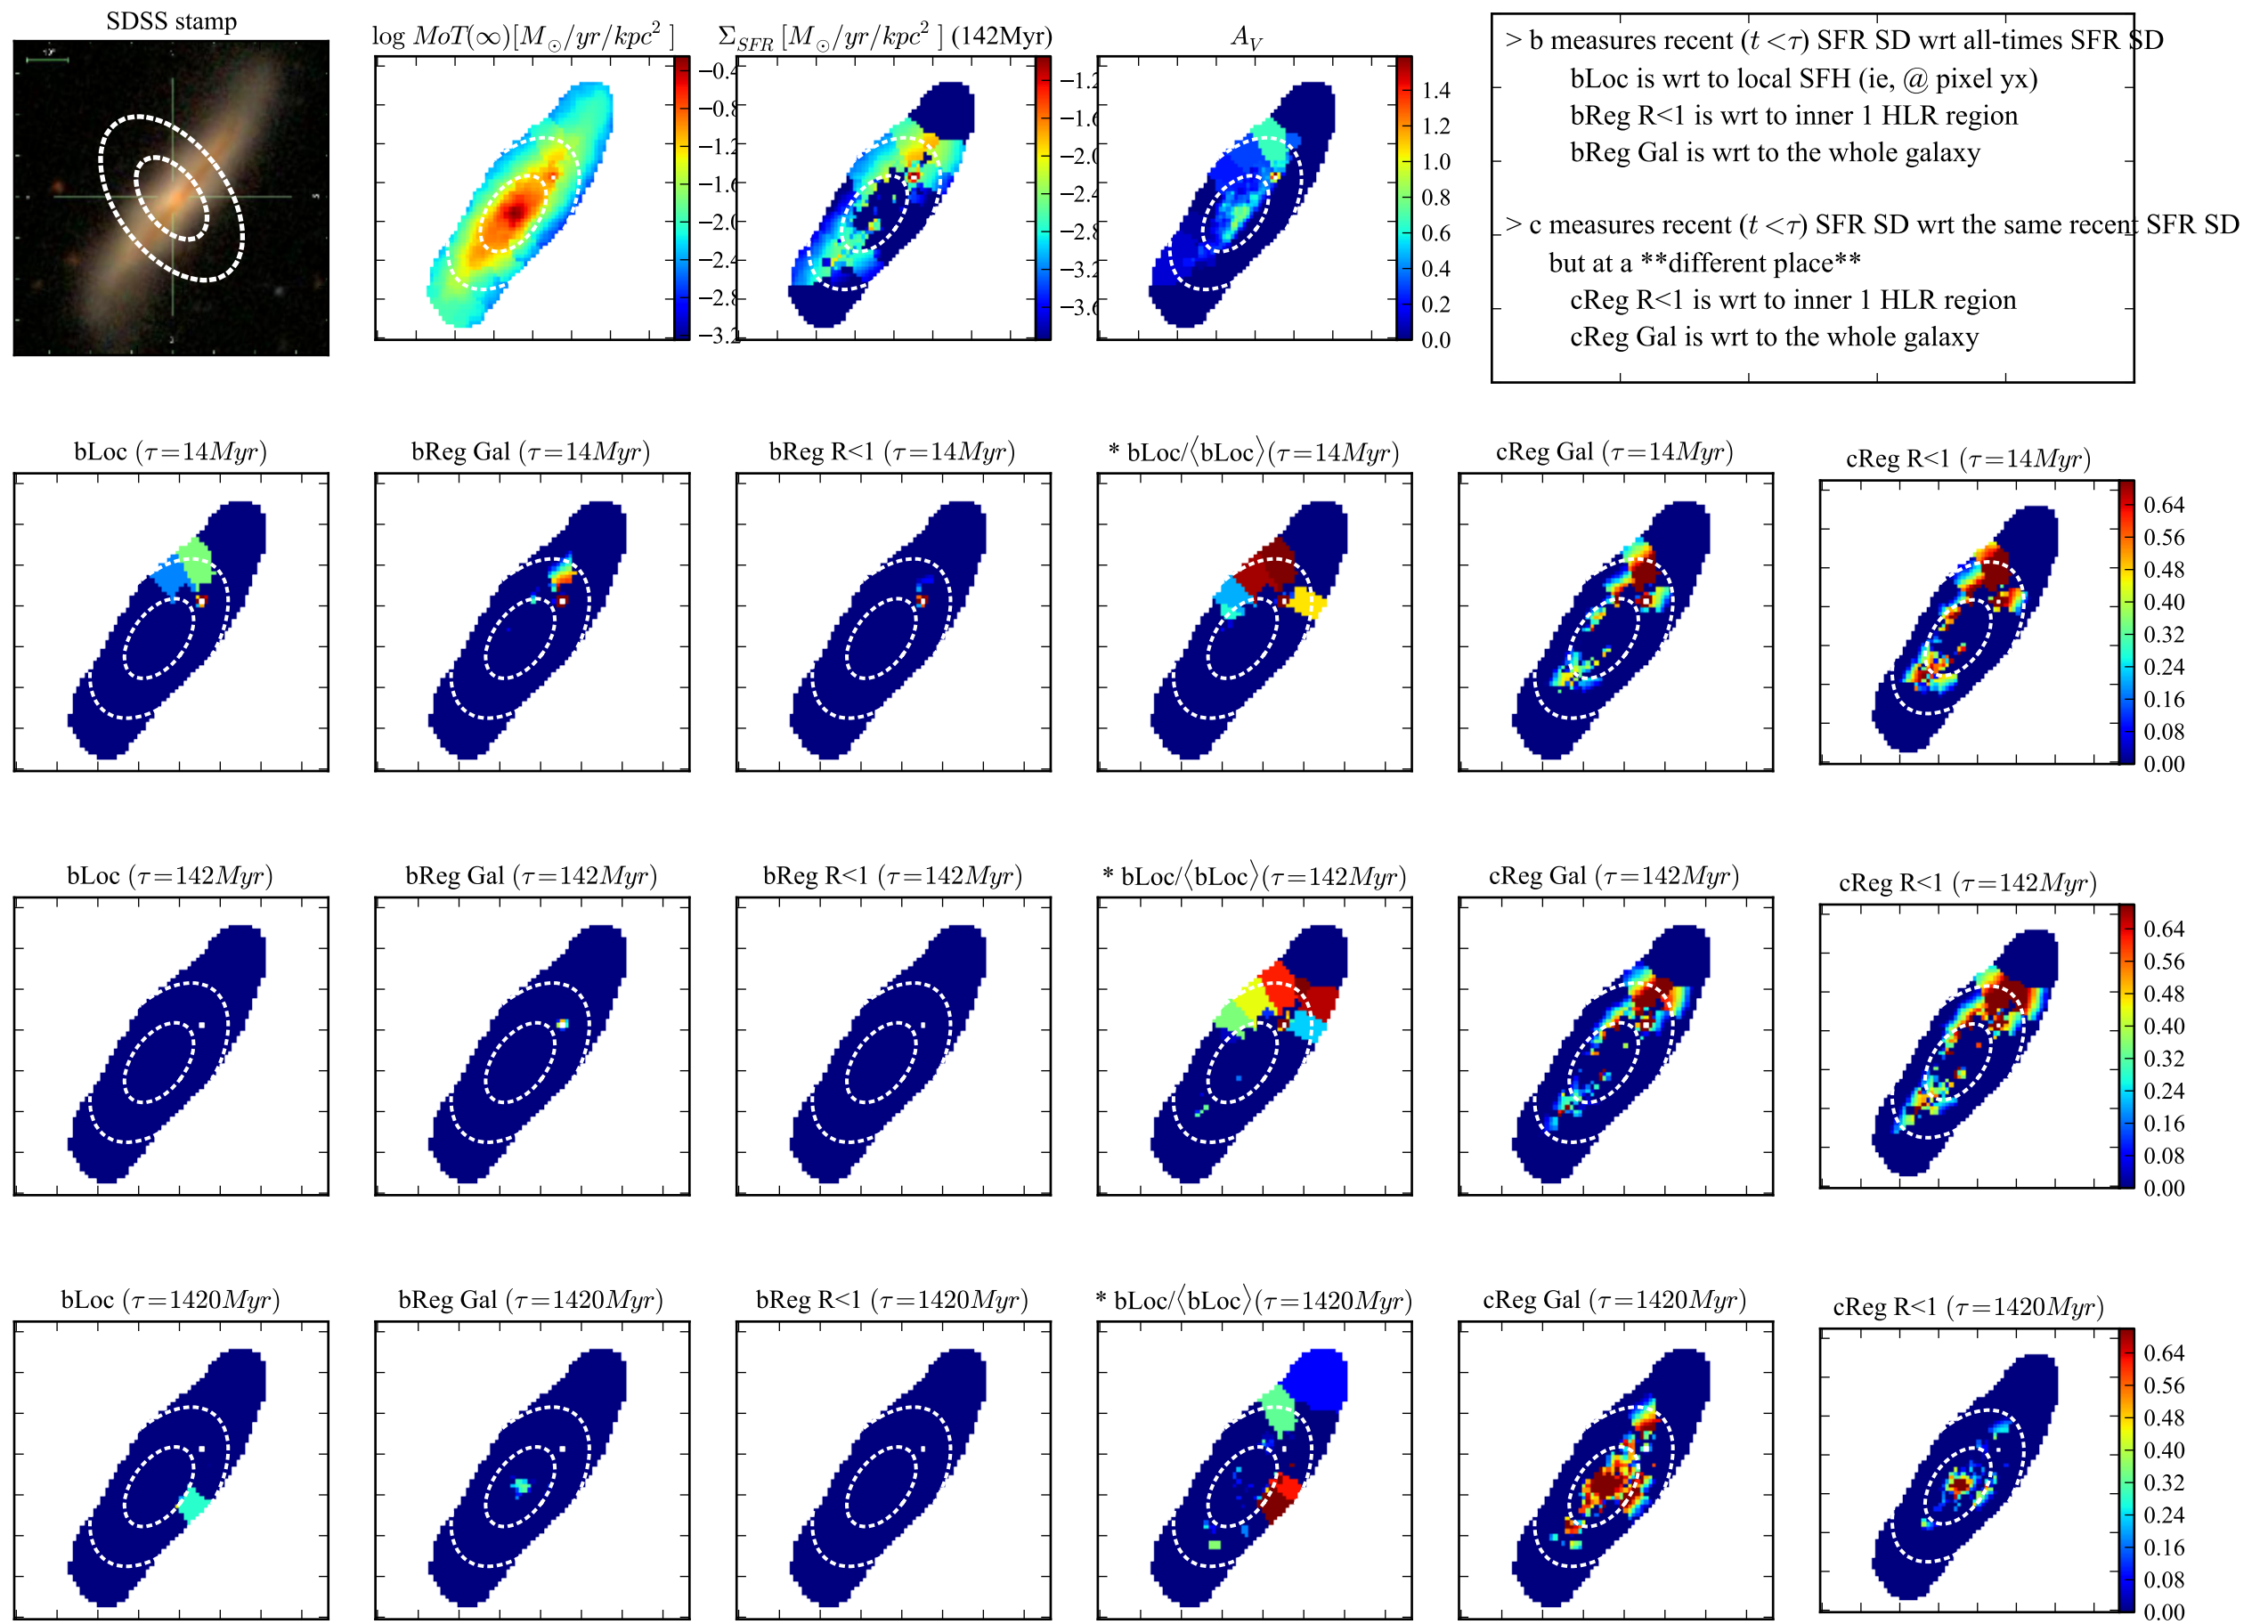 SDSS stamp
log MoT(∞)[M⊙/yr/kpc² ]
Σ_SFR [M⊙/yr/kpc² ] (142Myr)
A_V
−0.4
−0.8
−1.2
−1.6
−2.0
−2.4
−2.8
−3.2
−1.2
−1.6
−2.0
−2.4
−2.8
−3.2
−3.6
1.4
1.2
1.0
0.8
0.6
0.4
0.2
0.0
> b measures recent (t <τ) SFR SD wrt all-times SFR SD
bLoc is wrt to local SFH (ie, @ pixel yx)
bReg R<1 is wrt to inner 1 HLR region
bReg Gal is wrt to the whole galaxy
> c measures recent (t <τ) SFR SD wrt the same recent SFR SD
but at a **different place**
cReg R<1 is wrt to inner 1 HLR region
cReg Gal is wrt to the whole galaxy
bLoc (τ=14Myr)
bReg Gal (τ=14Myr)
bReg R<1 (τ=14Myr)
* bLoc/⟨bLoc⟩(τ=14Myr)
cReg Gal (τ=14Myr)
cReg R<1 (τ=14Myr)
0.64
0.56
0.48
0.40
0.32
0.24
0.16
0.08
0.00
bLoc (τ=142Myr)
bReg Gal (τ=142Myr)
bReg R<1 (τ=142Myr)
* bLoc/⟨bLoc⟩(τ=142Myr)
cReg Gal (τ=142Myr)
cReg R<1 (τ=142Myr)
0.64
0.56
0.48
0.40
0.32
0.24
0.16
0.08
0.00
bLoc (τ=1420Myr)
bReg Gal (τ=1420Myr)
bReg R<1 (τ=1420Myr)
* bLoc/⟨bLoc⟩(τ=1420Myr)
cReg Gal (τ=1420Myr)
cReg R<1 (τ=1420Myr)
0.64
0.56
0.48
0.40
0.32
0.24
0.16
0.08
0.00